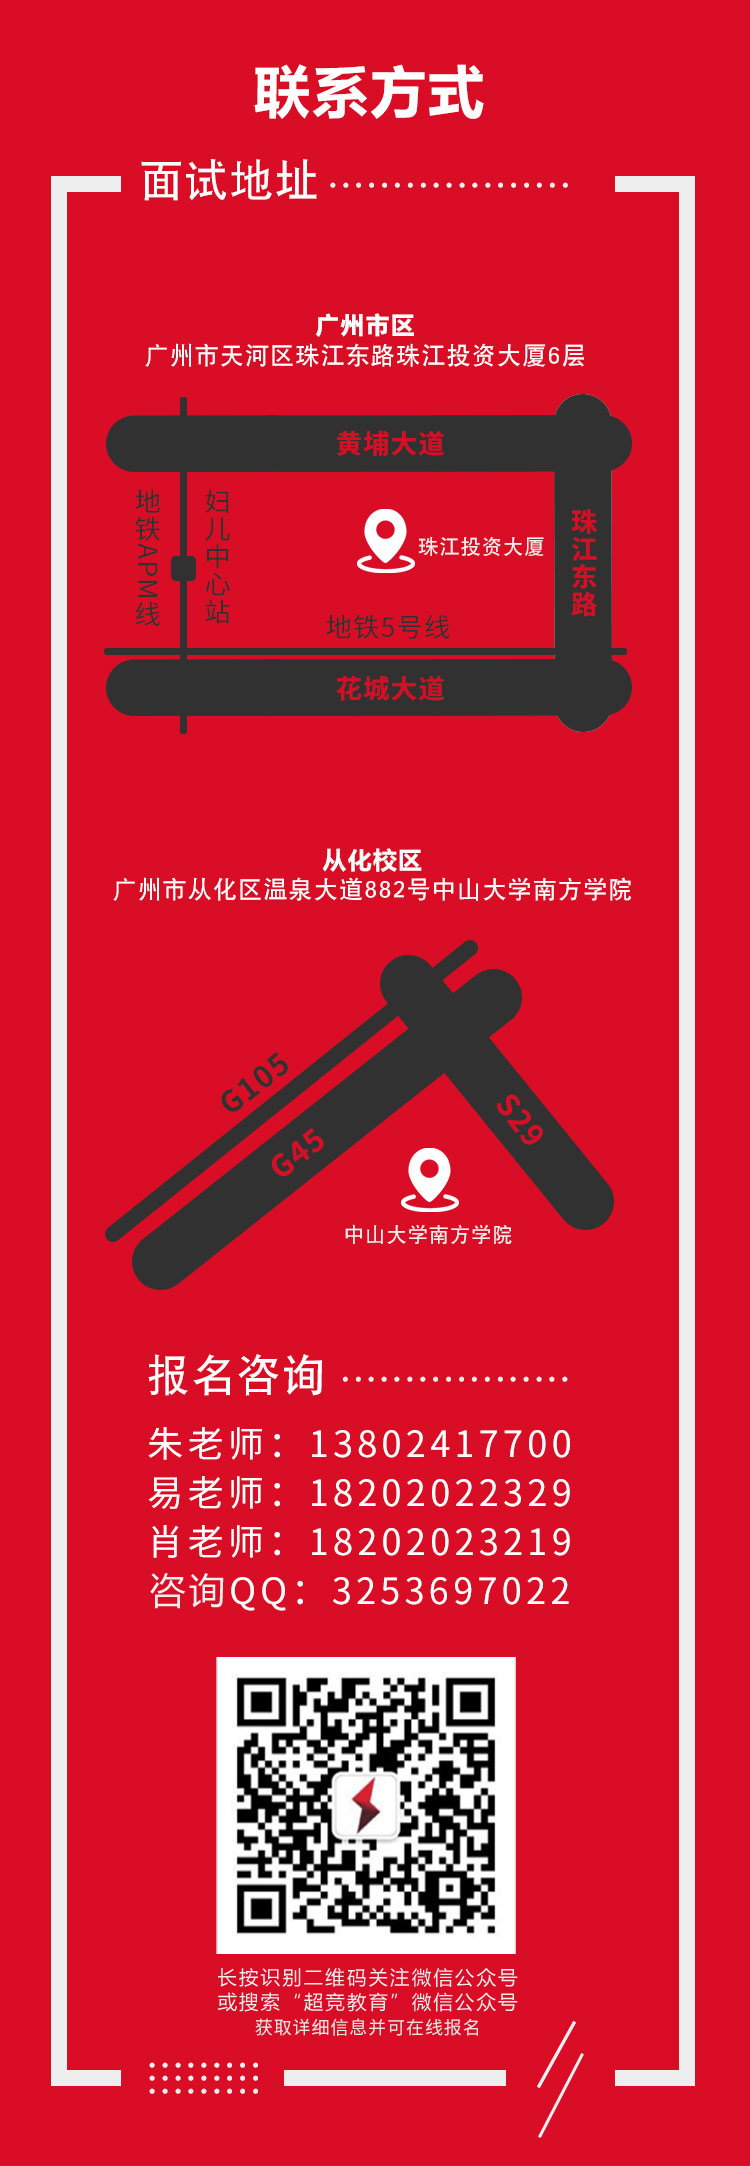 联系方式
面试地址
广州市区
广州市天河区珠江东路珠江投资大厦6层
黄埔大道
地铁APM线
妇儿中心站
珠江投资大厦
珠江东路
地铁5号线
花城大道
从化校区
广州市从化区温泉大道882号中山大学南方学院
G105
G45
S29
中山大学南方学院
报名咨询
朱老师：13802417700
易老师：18202022329
肖老师：18202023219
咨询QQ：3253697022
长按识别二维码关注微信公众号
或搜索“超竞教育”微信公众号
获取详细信息并可在线报名